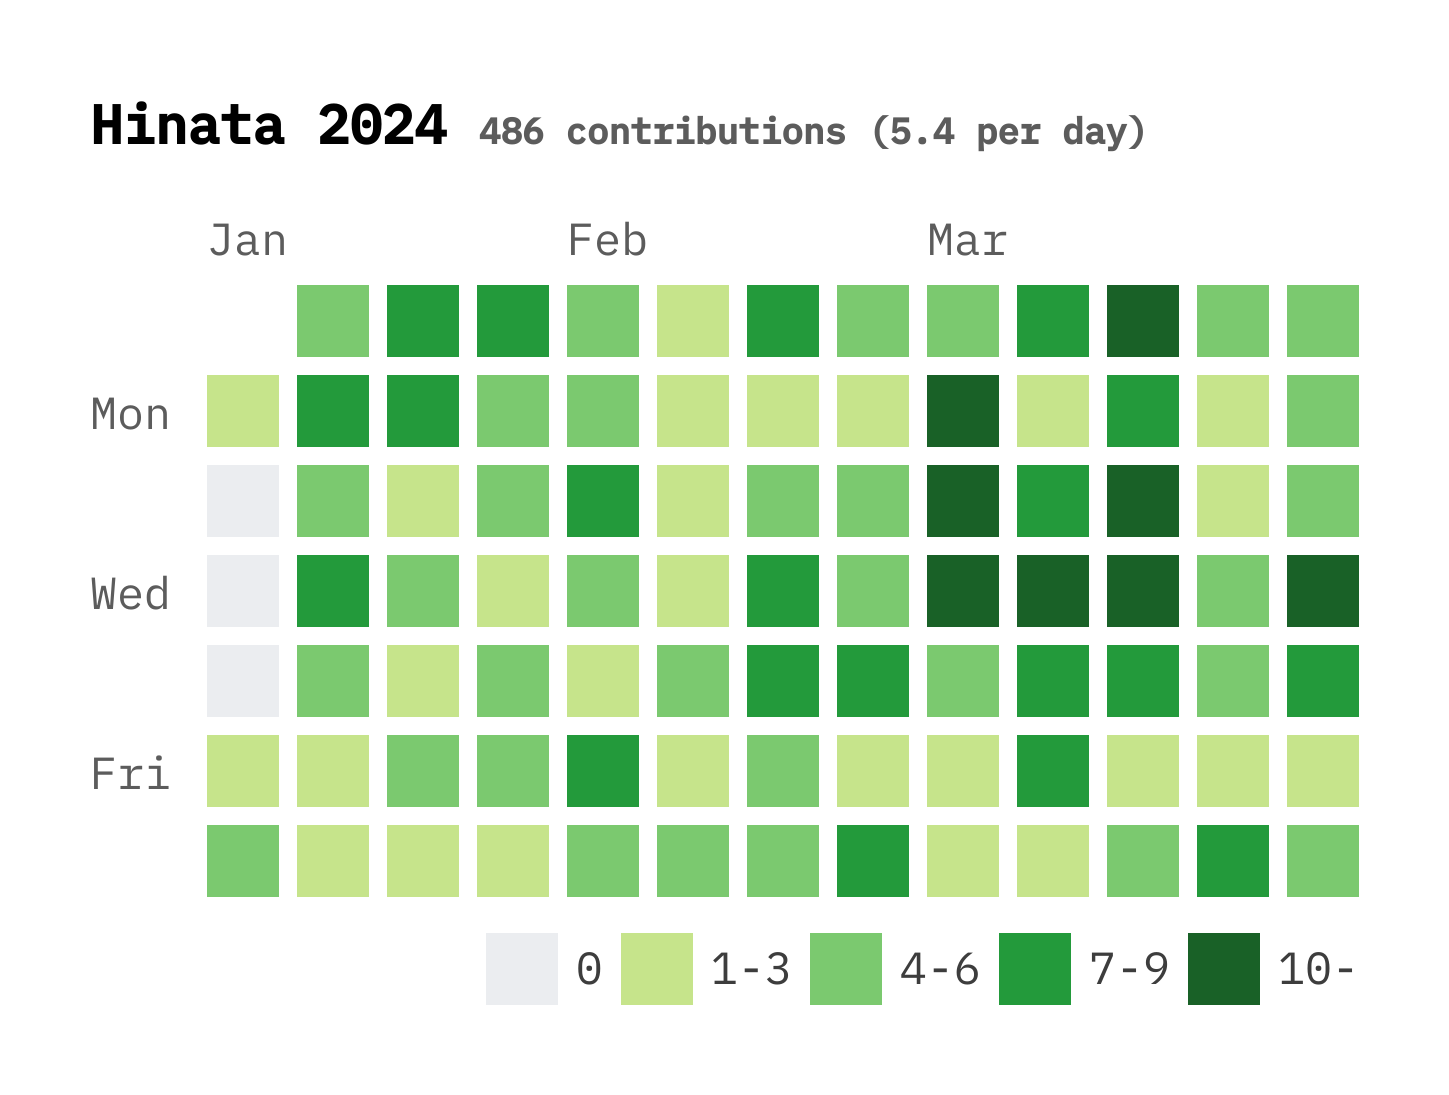 Hinata 2024 486 contributions (5.4 per day)
Jan Feb Mar
Mon
Wed
Fri
0 1-3 4-6 7-9 10-